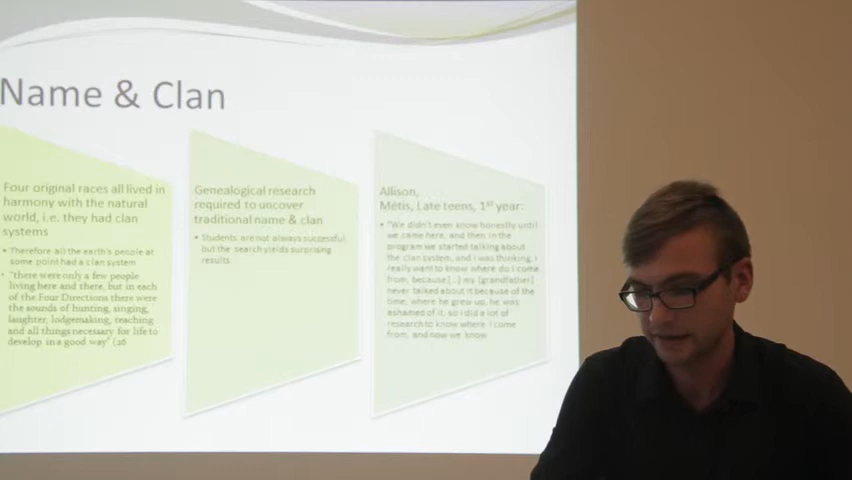 Name & Clan
Four original races all lived in
harmony with the natural
world, i.e. they had clan
systems
• Therefore all the earth's people at
some point had a clan system
• "there were only a few people
living here and there, but in each
of the Four Directions there were
the sounds of hunting, singing,
laughter, lodgemaking, teaching
and all things necessary for life to
develop in a good way" (26
Genealogical research
required to uncover
traditional name & clan
• Students are not always successful,
but the search yields surprising
results.
Allison,
Métis, Late teens, 1st year:
• "We didn't even know honestly until
we came here, and then in the
program we started talking about
the clan system, and i was thinking, i
really want to know where do I come
from, because [...] my [grandfather]
never talked about it because of the
time, where he grew up, he was
ashamed of it, so i did a lot of
research to know where I come
from, and now we know